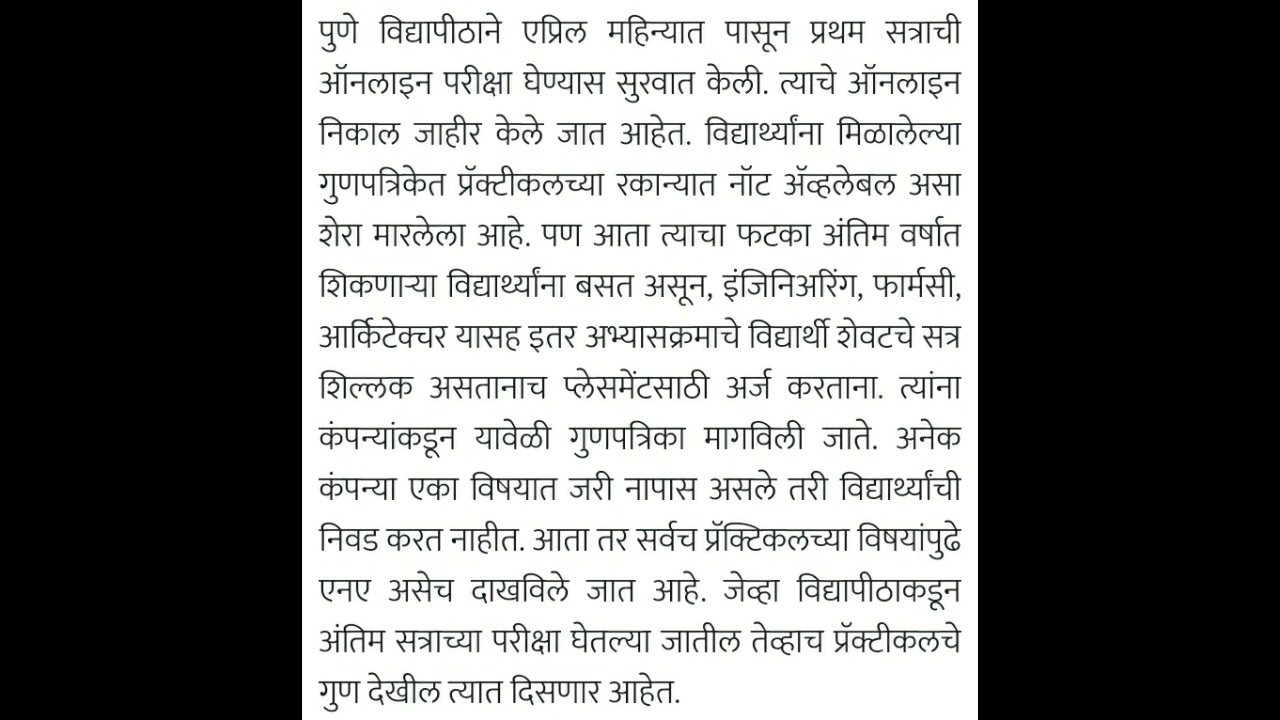 पुणे विद्यापीठाने एप्रिल महिन्यात पासून प्रथम सत्राची
ऑनलाइन परीक्षा घेण्यास सुरवात केली. त्याचे ऑनलाइन
निकाल जाहीर केले जात आहेत. विद्यार्थ्यांना मिळालेल्या
गुणपत्रिकेत प्रॅक्टीकलच्या रकान्यात नॉट ॲव्हलेबल असा
शेरा मारलेला आहे. पण आता त्याचा फटका अंतिम वर्षात
शिकणाऱ्या विद्यार्थ्यांना बसत असून, इंजिनिअरिंग, फार्मसी,
आर्किटेक्चर यासह इतर अभ्यासक्रमाचे विद्यार्थी शेवटचे सत्र
शिल्लक असतानाच प्लेसमेंटसाठी अर्ज करताना. त्यांना
कंपन्यांकडून यावेळी गुणपत्रिका मागविली जाते. अनेक
कंपन्या एका विषयात जरी नापास असले तरी विद्यार्थ्यांची
निवड करत नाहीत. आता तर सर्वच प्रॅक्टिकलच्या विषयांपुढे
एनए असेच दाखविले जात आहे. जेव्हा विद्यापीठाकडून
अंतिम सत्राच्या परीक्षा घेतल्या जातील तेव्हाच प्रॅक्टीकलचे
गुण देखील त्यात दिसणार आहेत.